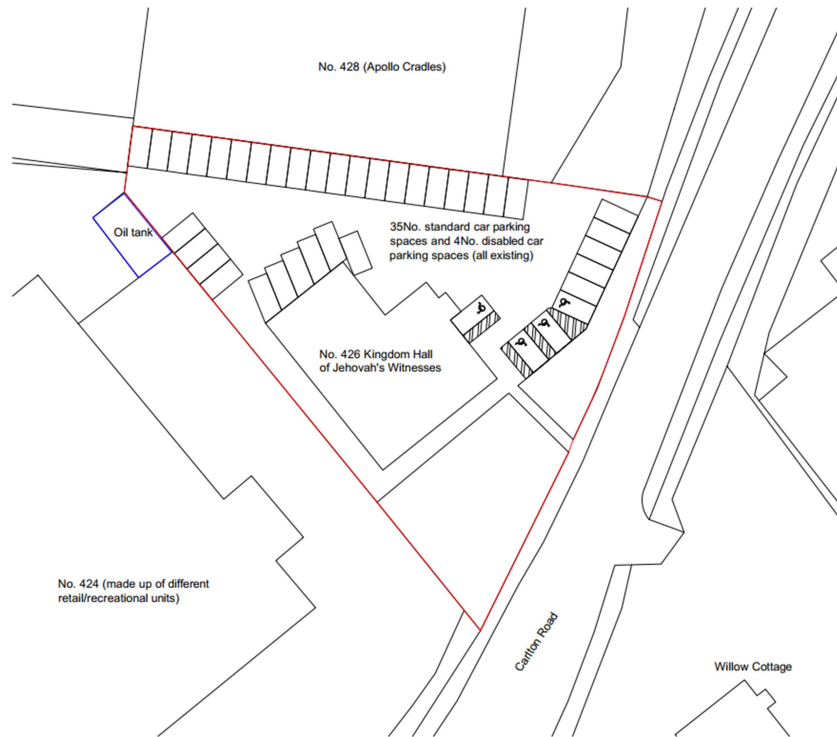 No. 428 (Apollo Cradles)
35No. standard car parking
spaces and 4No. disabled car
parking spaces (all existing)
Oil tank
No. 426 Kingdom Hall
of Jehovah's Witnesses
No. 424 (made up of different
retail/recreational units)
Carlton Road
Willow Cottage